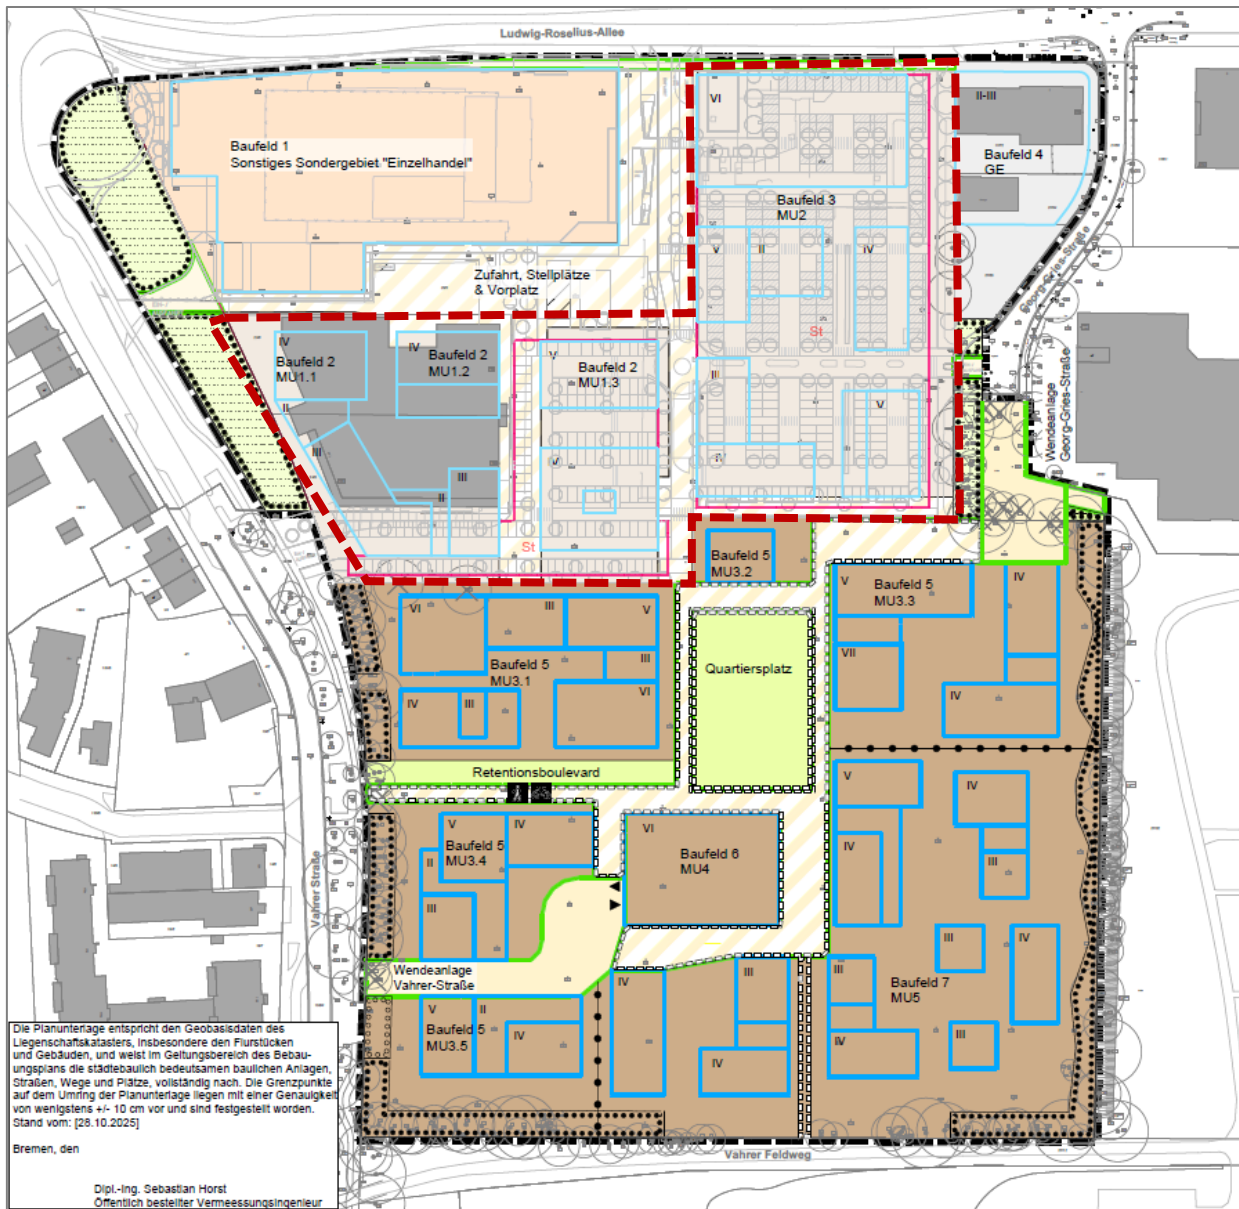 Ludwig-Roselius-Allee
VI
II-III
Baufeld 1
Sonstiges Sondergebiet "Einzelhandel"
Baufeld 4
GE
Baufeld 3
MU2
V
II
IV
Georg-Gries-Straße
Zufahrt, Stellplätze
& Vorplatz
St
IV
Baufeld 2
MU1.1
IV
Baufeld 2
MU1.2
V
Baufeld 2
MU1.3
Wendeanlage
Georg-Gries-Straße
III
V
II
III
III
II
V
IV
St
Baufeld 5
MU3.2
V
Baufeld 5
MU3.3
IV
VI
III
V
Baufeld 5
MU3.1
III
VI
IV
III
VII
IV
Quartiersplatz
Retentionsboulevard
V
IV
V
IV
Baufeld 5
MU3.4
II
III
VI
Baufeld 6
MU4
IV
III
Vahrer Straße
III
IV
Wendeanlage
Vahrer-Straße
IV
III
III
Baufeld 7
MU5
V
II
Baufeld 5
MU3.5
IV
IV
IV
III
Die Planunterlage entspricht den Geobasisdaten des
Liegenschaftskatasters, insbesondere den Flurstücken
und Gebäuden, und weist im Geltungsbereich des Bebau-
ungsplans die städtebaulich bedeutsamen baulichen Anlagen,
Straßen, Wege und Plätze, vollständig nach. Die Grenzpunkte
auf dem Umring der Planunterlage liegen mit einer Genauigkeit
von wenigstens +/- 10 cm vor und sind festgestellt worden.
Stand vom: [28.10.2025]
Bremen, den
Dipl.-Ing. Sebastian Horst
Öffentlich bestellter Vermeessungsingenieur
Vahrer Feldweg